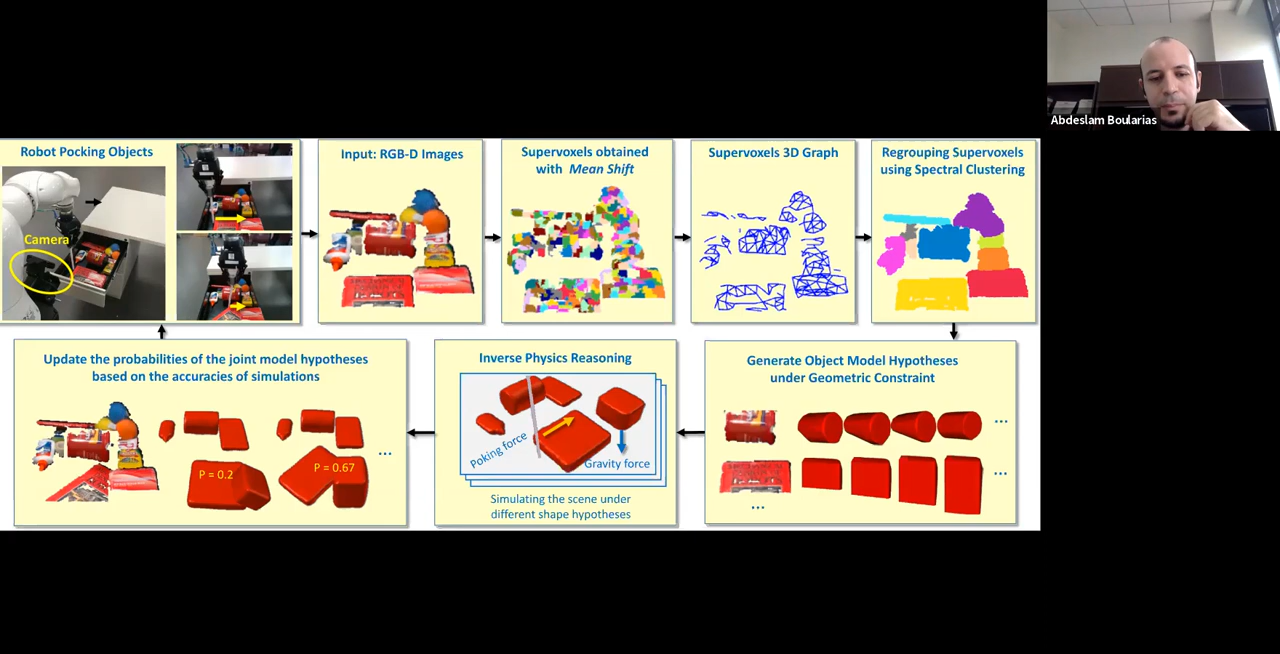 Abdeslam Boularias
Robot Pocking Objects
Camera
Input: RGB-D Images
Supervoxels obtained
with Mean Shift
Supervoxels 3D Graph
Regrouping Supervoxels
using Spectral Clustering
Generate Object Model Hypotheses
under Geometric Constraint
...
...
...
Inverse Physics Reasoning
Poking force
Gravity force
Simulating the scene under
different shape hypotheses
Update the probabilities of the joint model hypotheses
based on the accuracies of simulations
P = 0.2
P = 0.67
...